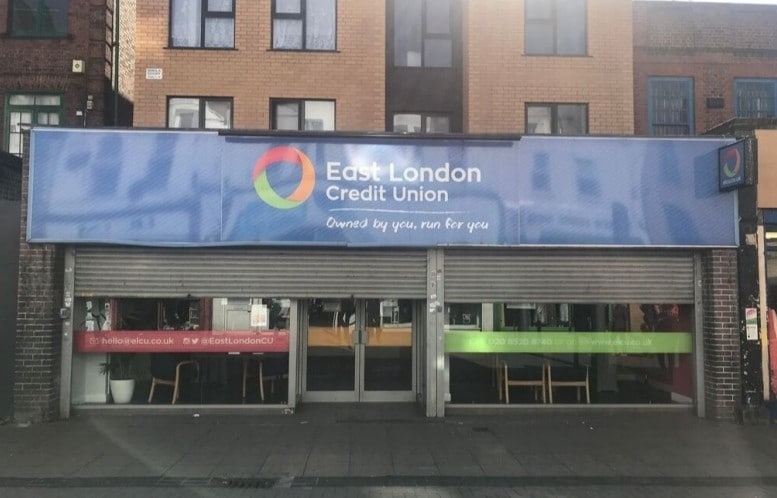 East London
Credit Union
Owned by you, run for you
hello@elcu.co.uk @EastLondonCU
020 8520 8740 www.elcu.co.uk